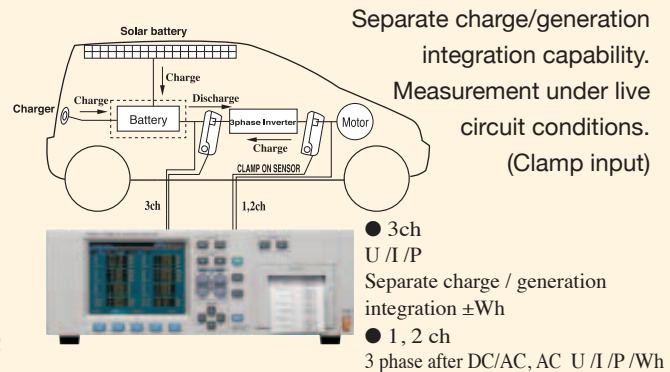 Separate charge/generation
integration capability.
Measurement under live
circuit conditions.
(Clamp input)
Solar battery
Charge
Charger
Charge
Discharge
Battery
3phase Inverter
Motor
Charge
CLAMP ON SENSOR
3ch
1,2ch
● 3ch
U /I /P
Separate charge / generation
integration ±Wh
● 1, 2 ch
3 phase after DC/AC, AC U /I /P /Wh